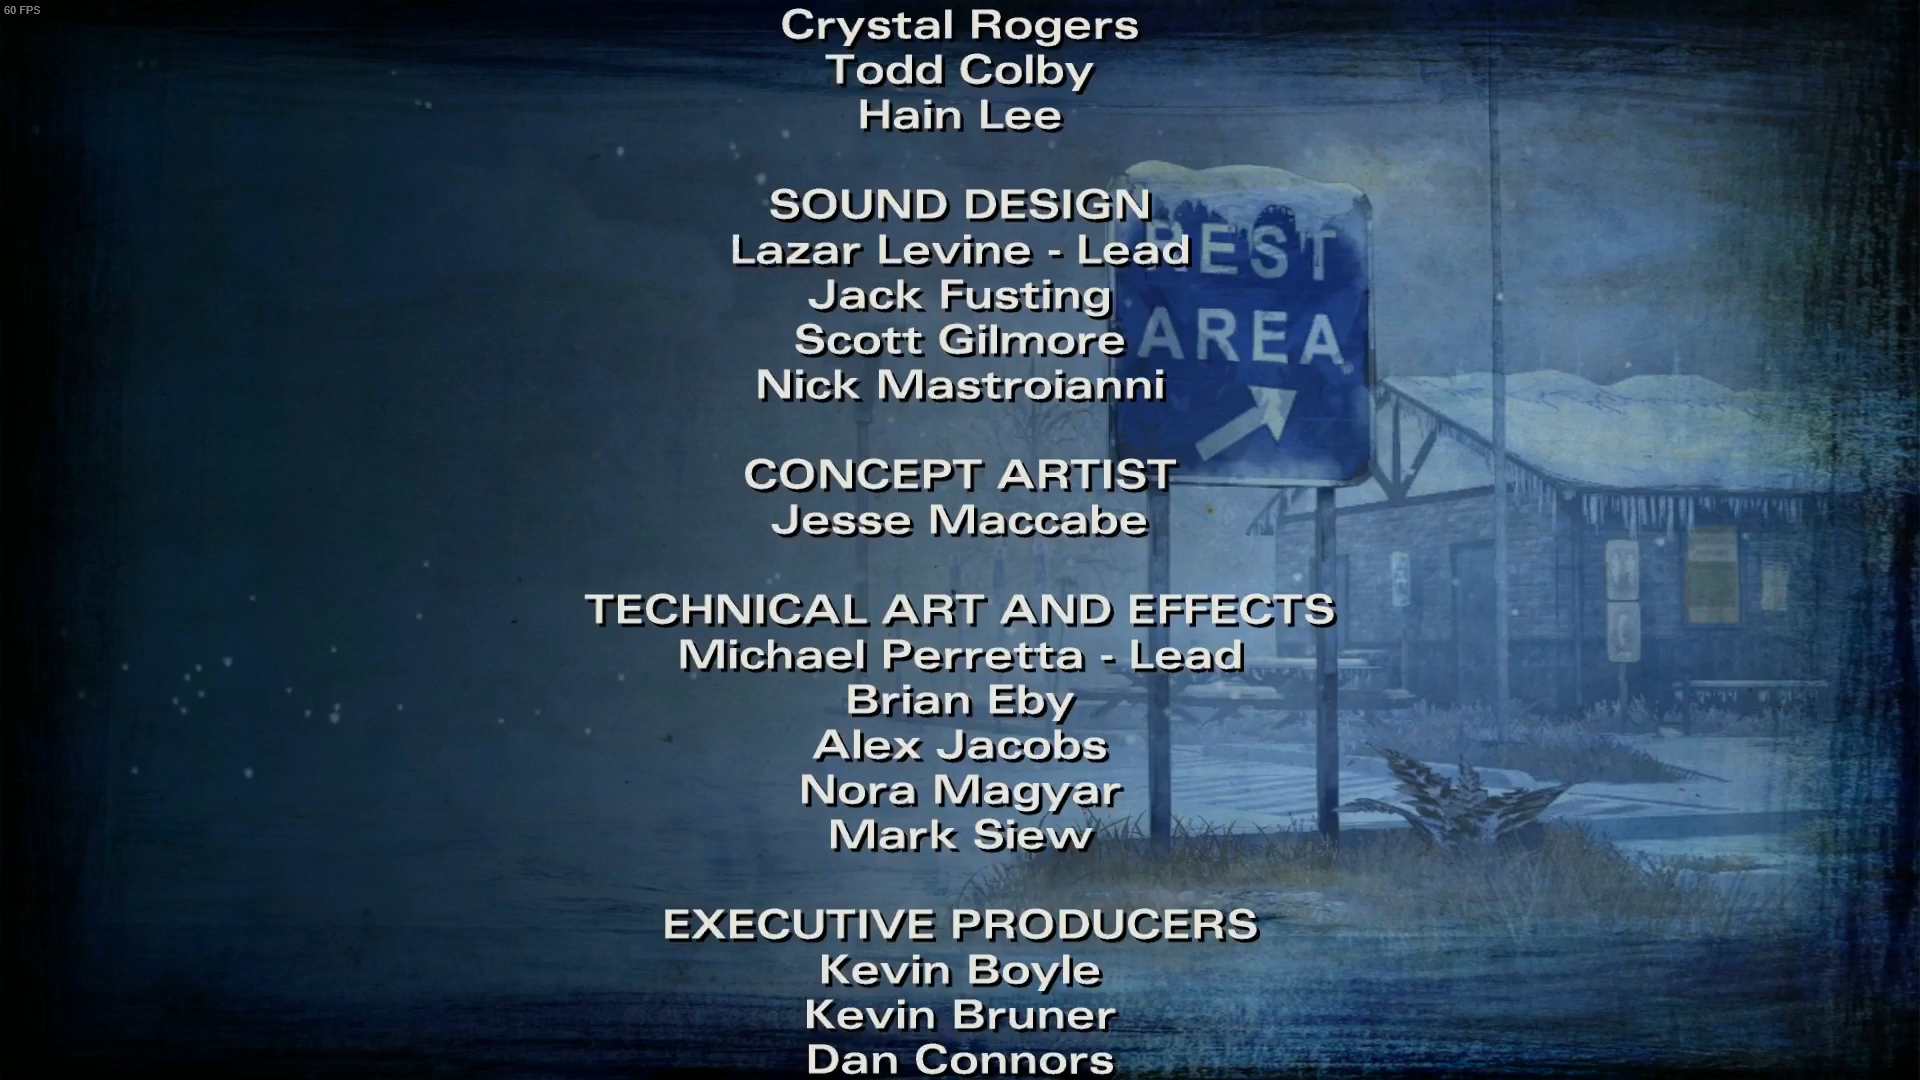 60 FPS
Crystal Rogers
Todd Colby
Hain Lee
SOUND DESIGN
Lazar Levine - Lead
Jack Fusting
Scott Gilmore
Nick Mastroianni
REST
AREA
CONCEPT ARTIST
Jesse Maccabe
TECHNICAL ART AND EFFECTS
Michael Perretta - Lead
Brian Eby
Alex Jacobs
Nora Magyar
Mark Siew
EXECUTIVE PRODUCERS
Kevin Boyle
Kevin Bruner
Dan Connors